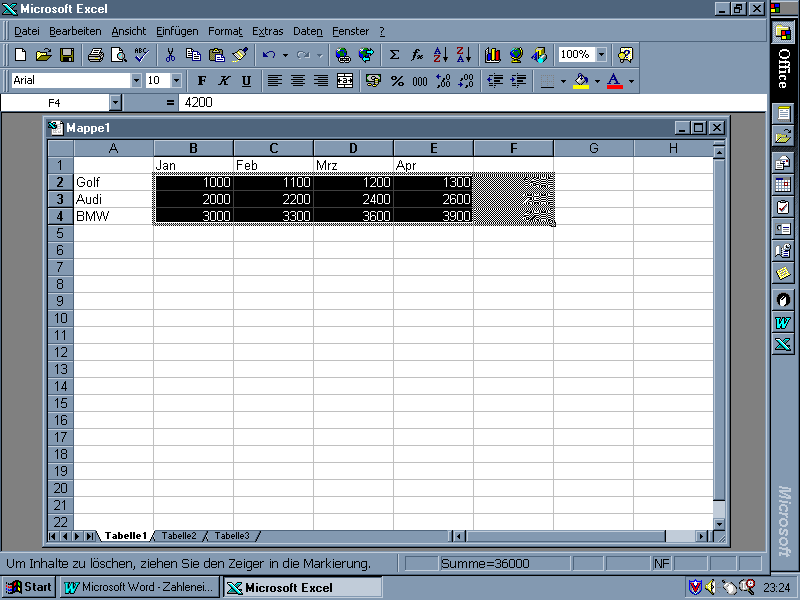 Microsoft Excel
Datei Bearbeiten Ansicht Einfügen Format Extras Daten Fenster ?
100%
Arial 10 F K U % 000
F4 = 4200
Mappe1
A B C D E F G H
1 Jan Feb Mrz Apr
2 Golf 1000 1100 1200 1300
3 Audi 2000 2200 2400 2600
4 BMW 3000 3300 3600 3900
5
6
7
8
9
10
11
12
13
14
15
16
17
18
19
20
21
22
Tabelle1 Tabelle2 Tabelle3
Um Inhalte zu löschen, ziehen Sie den Zeiger in die Markierung. Summe=36000 NF
Start Microsoft Word - Zahlenei... Microsoft Excel 23:24
Office
Microsoft